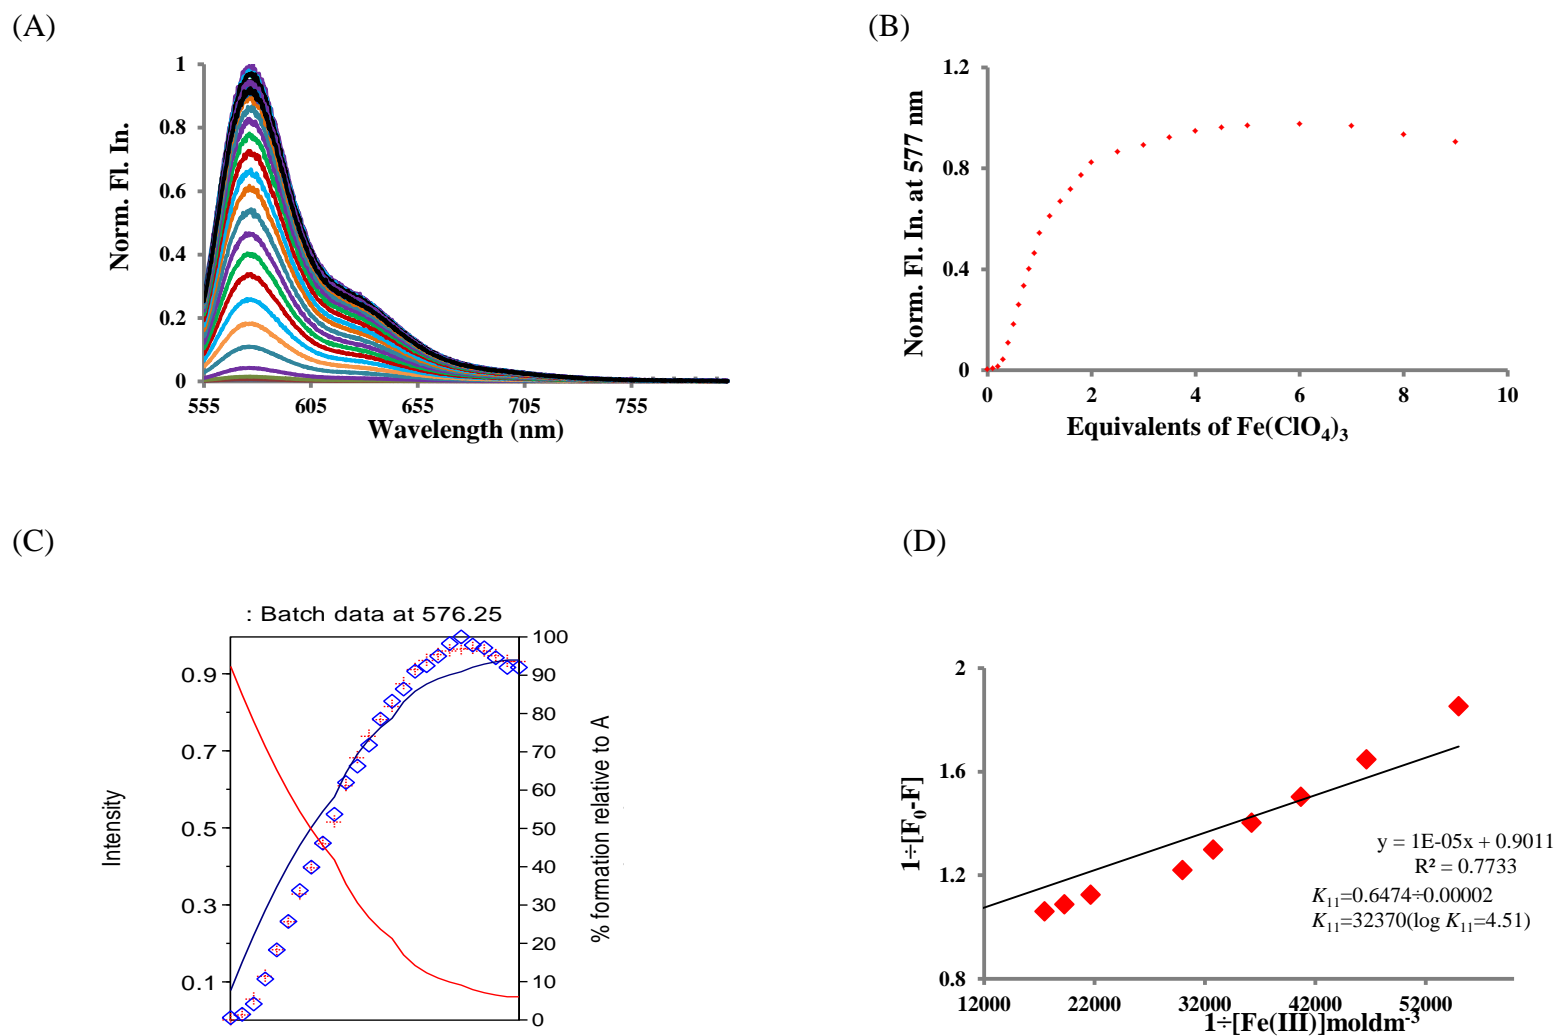 (A)
(B)
Norm. Fl. In.
1
0.8
0.6
0.4
0.2
0
555
605
655
705
755
Wavelength (nm)
Norm. Fl. In. at 577 nm
1.2
0.8
0.4
0
0
2
4
6
8
10
Equivalents of Fe(ClO4)3
(C)
(D)
: Batch data at 576.25
Intensity
0.9
0.7
0.5
0.3
0.1
100
90
80
70
60
50
40
30
20
10
0
% formation relative to A
1÷[F0-F]
2
1.6
1.2
0.8
y = 1E-05x + 0.9011
R² = 0.7733
K11=0.6474÷0.00002
K11=32370(log K11=4.51)
12000
22000
32000
42000
52000
1÷[Fe(III)]moldm-3